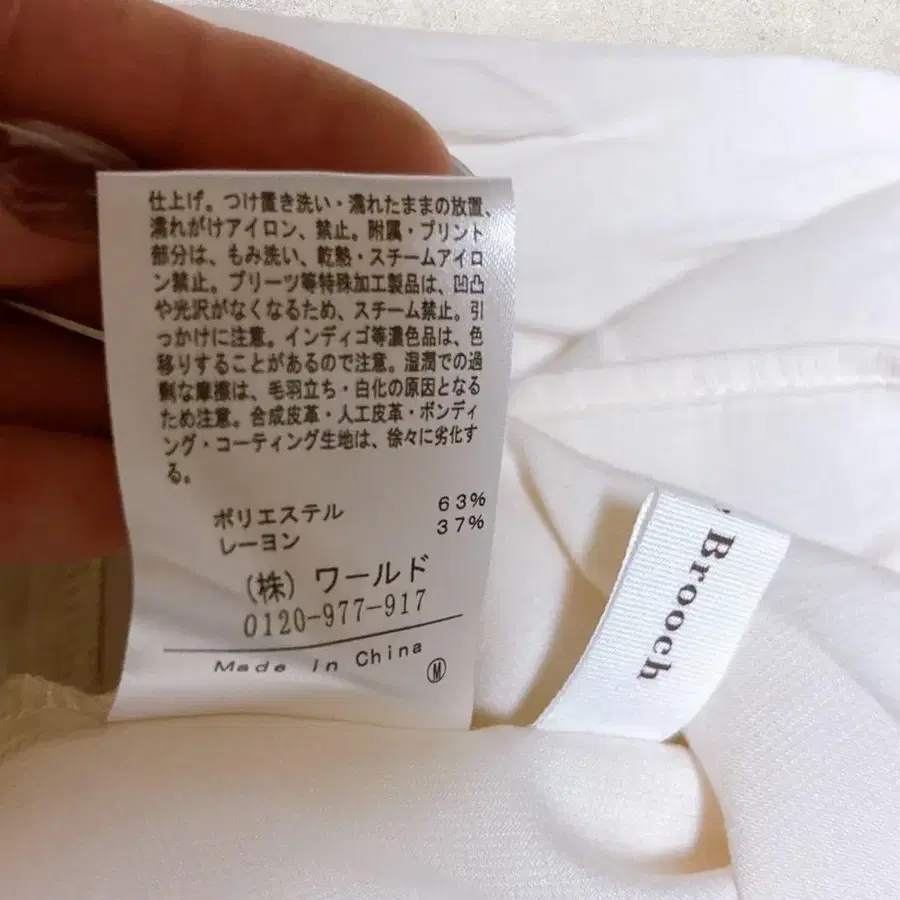 仕上げ。つけ置き洗い・濡れたままの放置、
濡れがけアイロン、禁止。附属・プリント
部分は、もみ洗い、乾熱・スチームアイロ
ン禁止。プリーツ等特殊加工製品は、凹凸
や光沢がなくなるため、スチーム禁止。引
っかけに注意。インディゴ等濃色品は、色
移りすることがあるので注意。湿潤での過
剰な摩擦は、毛羽立ち・白化の原因となる
ため注意。合成皮革・人工皮革・ボンディ
ング・コーティング生地は、徐々に劣化す
る。
ポリエステル 63%
レーヨン 37%
(株) ワールド
0120-977-917
Made in China
M
Brooch